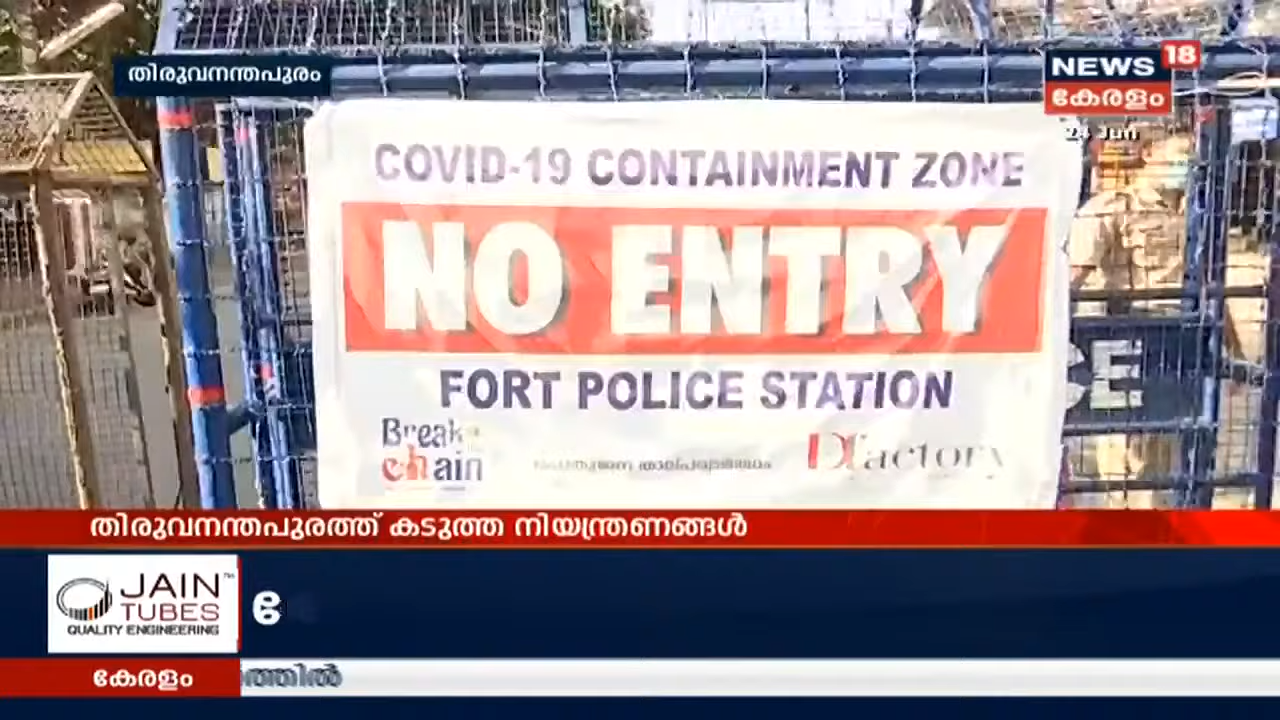 തിരുവനന്തപുരം
NEWS 18
കേരളം
24 Jun
COVID-19 CONTAINMENT ZONE
NO ENTRY
FORT POLICE STATION
Break
chain
തിരുവനന്തപുരത്ത് കടുത്ത നിയന്ത്രണങ്ങൾ
JAIN
TUBES
QUALITY ENGINEERING
കേരളം